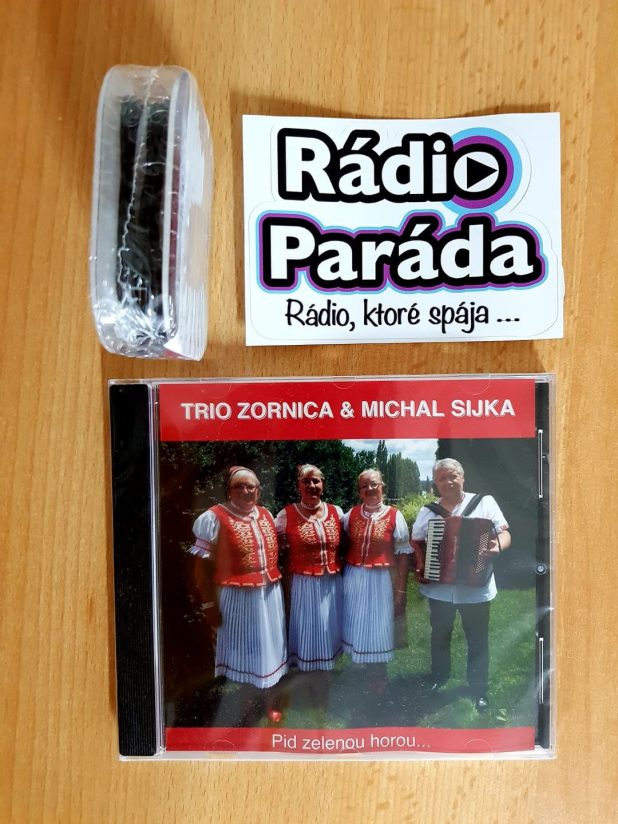 Rádio
Paráda
Rádio, ktoré spája ...
TRIO ZORNICA & MICHAL SIJKA
Pid zelenou horou...